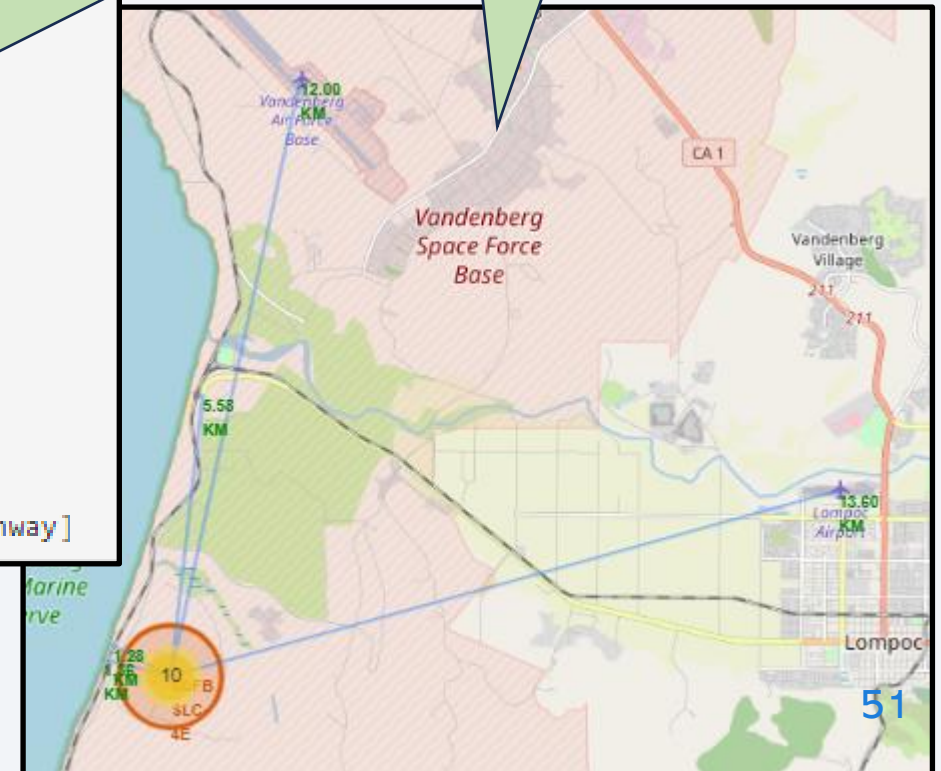 12.00
KM
Vandenberg
Air Force
Base
CA 1
Vandenberg
Space Force
Base
Vandenberg
Village
211
211
5.58
KM
13.60
KM
Lompoc
Airport
nway]
Marine
rve
1.28
KM
KM
10
SLC
4E
Lompoc
51